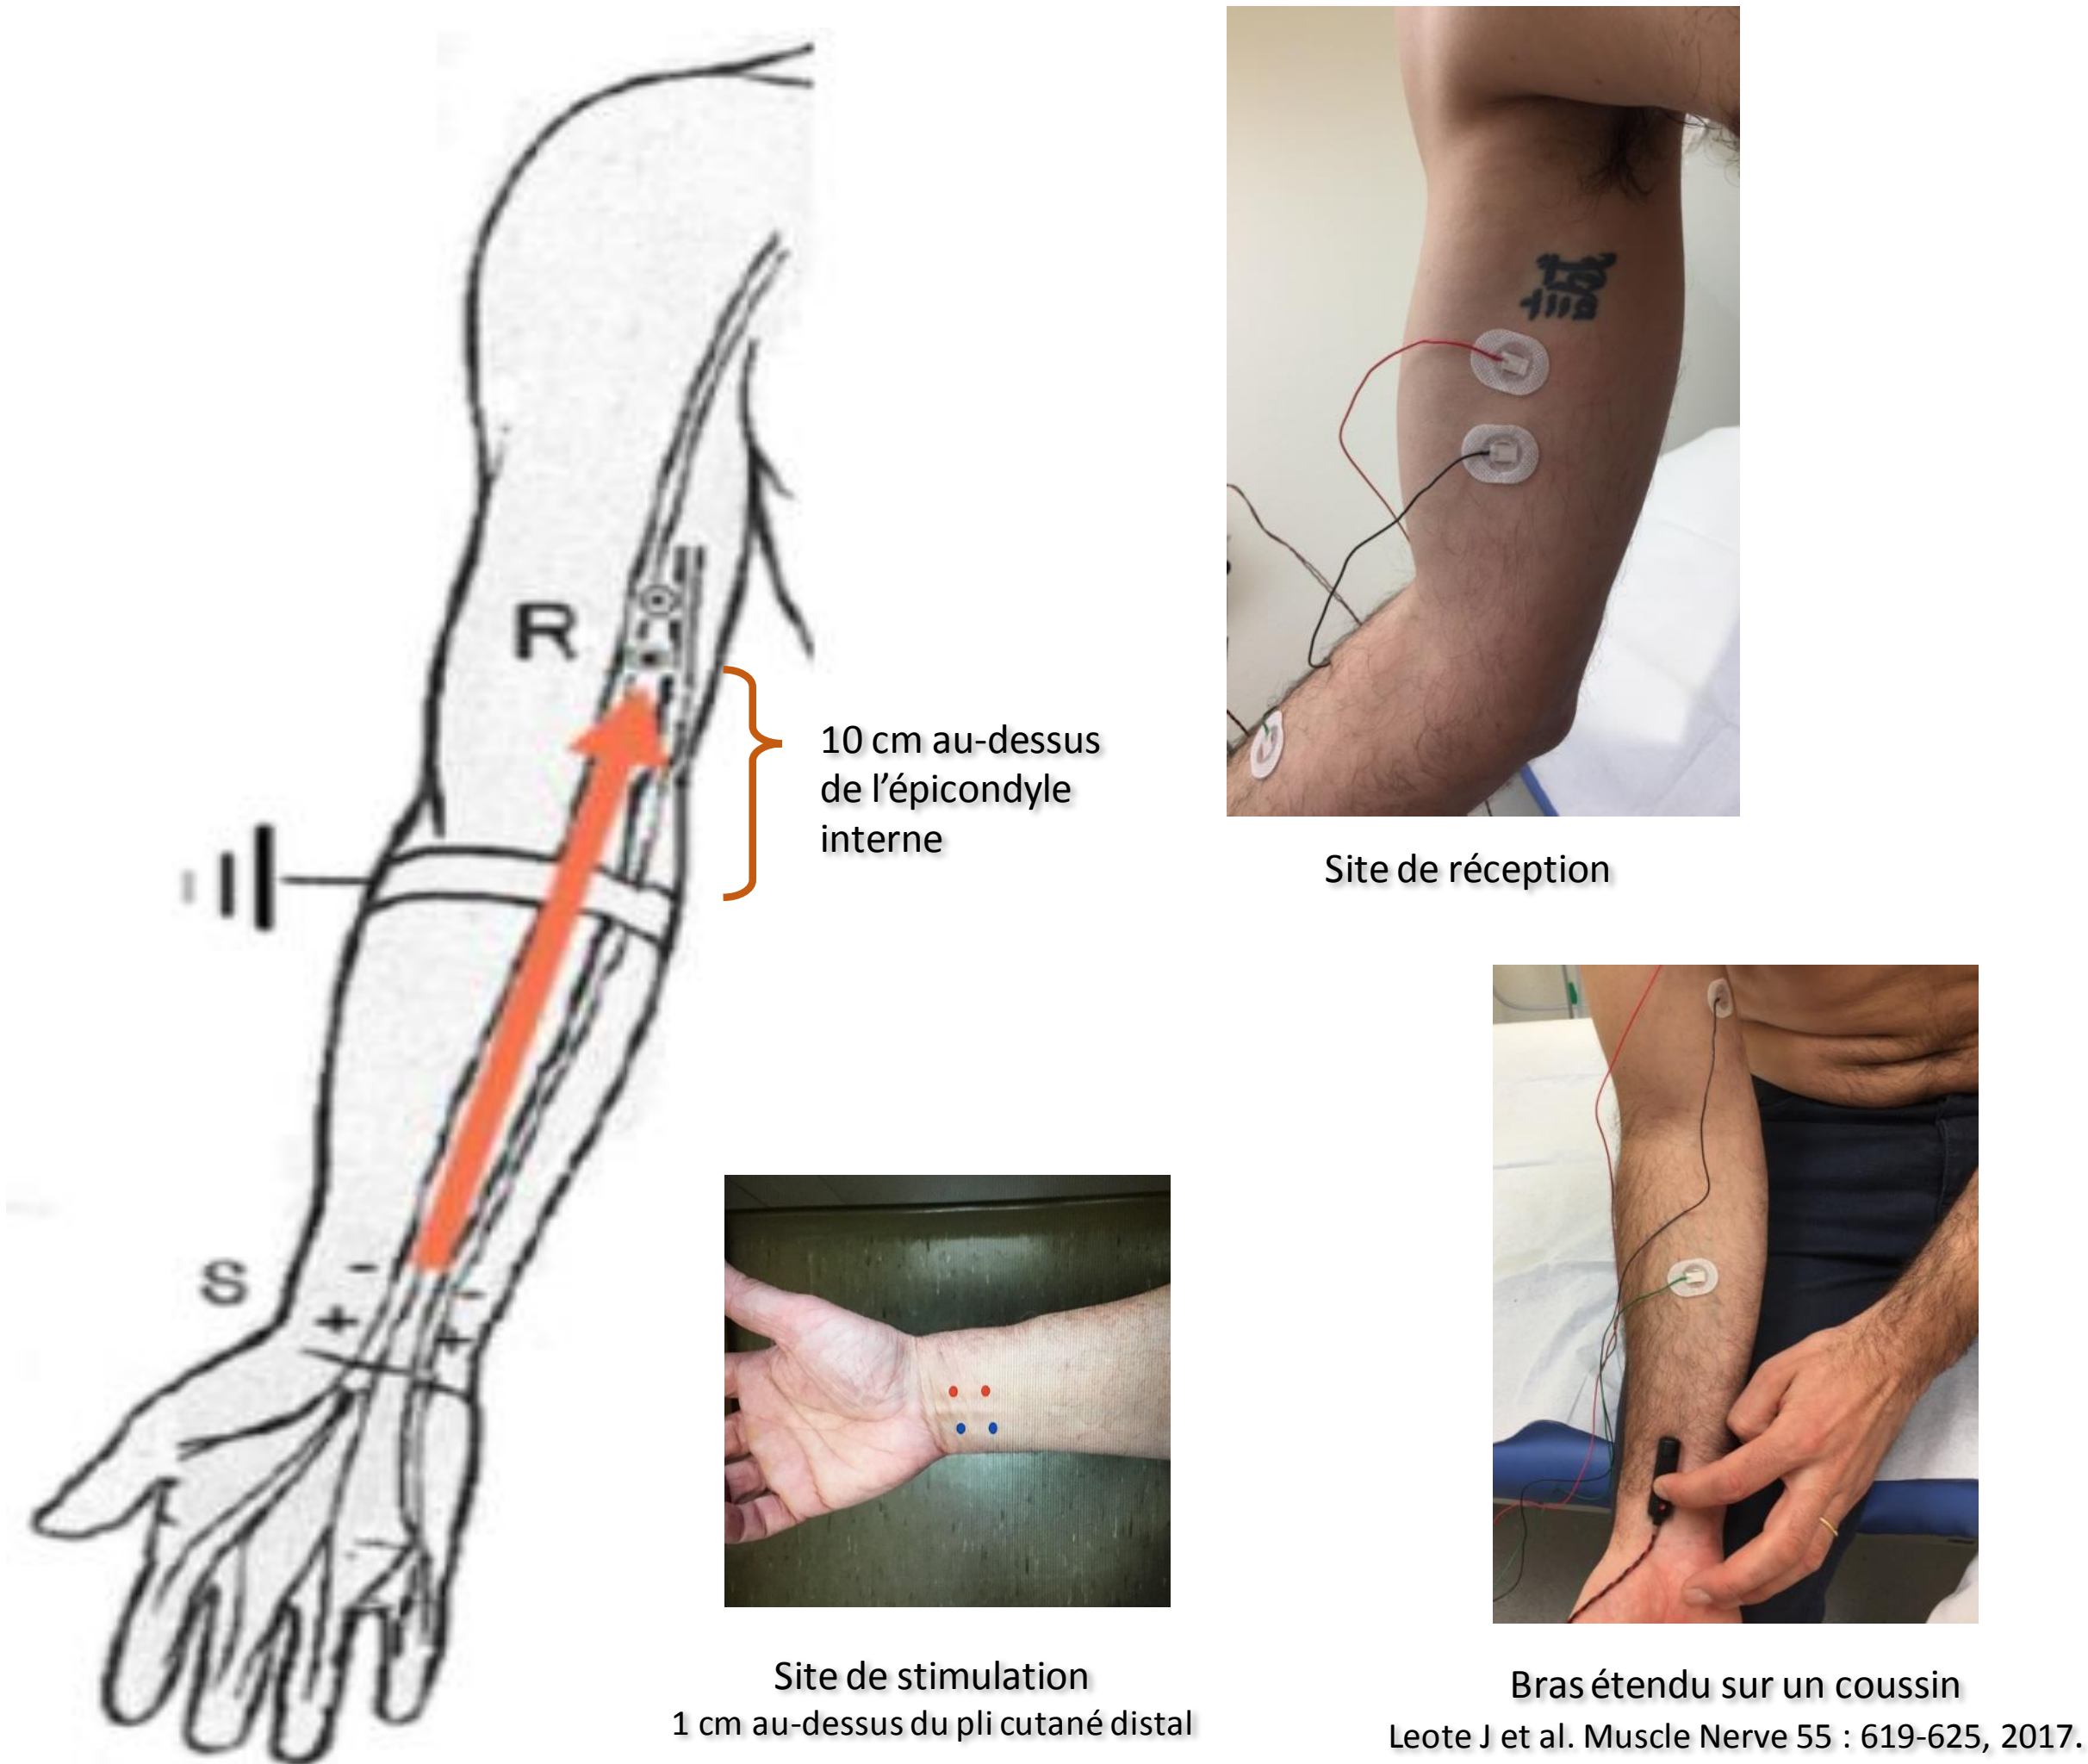 R
10 cm au-dessus
de l’épicondyle
interne
Site de réception
S
-
-
+
+
Site de stimulation
1 cm au-dessus du pli cutané distal
Bras étendu sur un coussin
Leote J et al. Muscle Nerve 55 : 619-625, 2017.